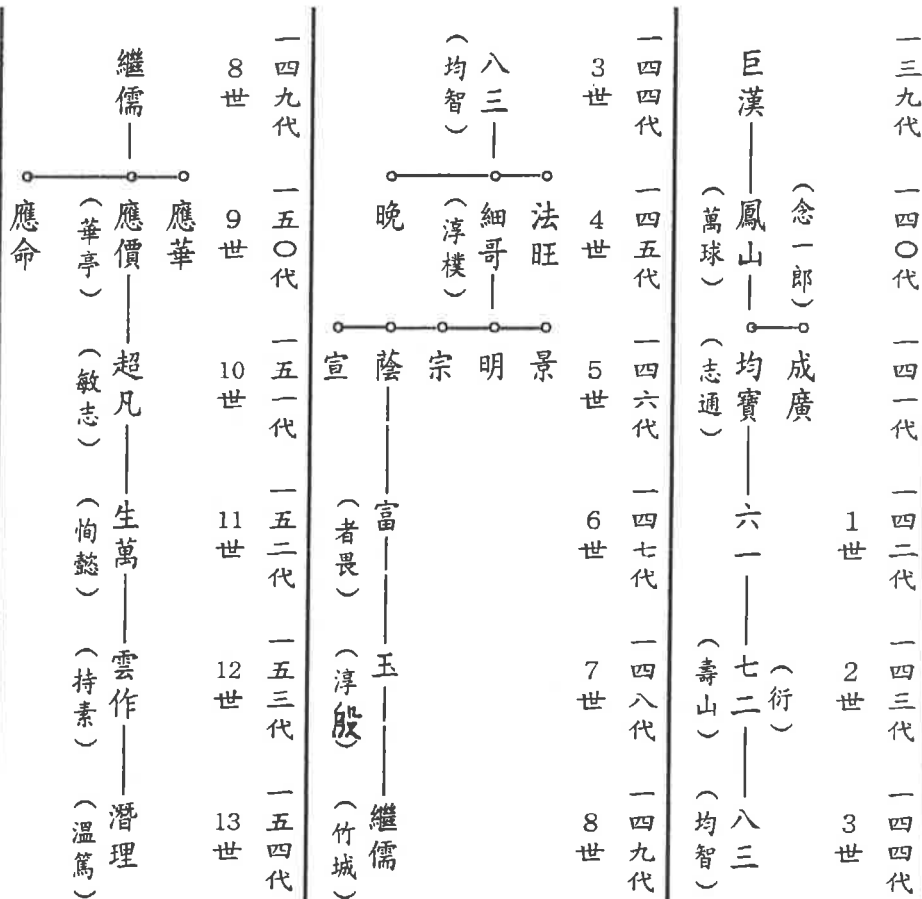 一三九代
一四〇代
一四一代
一四二代
一四三代
一四四代
1世
2世
3世
巨漢
(念一郎)
鳳山
(萬球)
成廣
均寶
(志通)
六一
(衍)
七二
(壽山)
八三
(均智)
一四四代
一四五代
一四六代
一四七代
一四八代
一四九代
3世
4世
5世
6世
7世
8世
八三
(均智)
法旺
細哥
(淳樸)
晚
景
明
宗
蔭
宣
富
(者畏)
玉
(淳殷)
繼儒
(竹城)
一四九代
一五〇代
一五一代
一五二代
一五三代
一五四代
8世
9世
10世
11世
12世
13世
繼儒
應華
應價
(華亭)
應命
超凡
(敏志)
生萬
(恂懿)
雲作
(持素)
潛理
(溫篤)